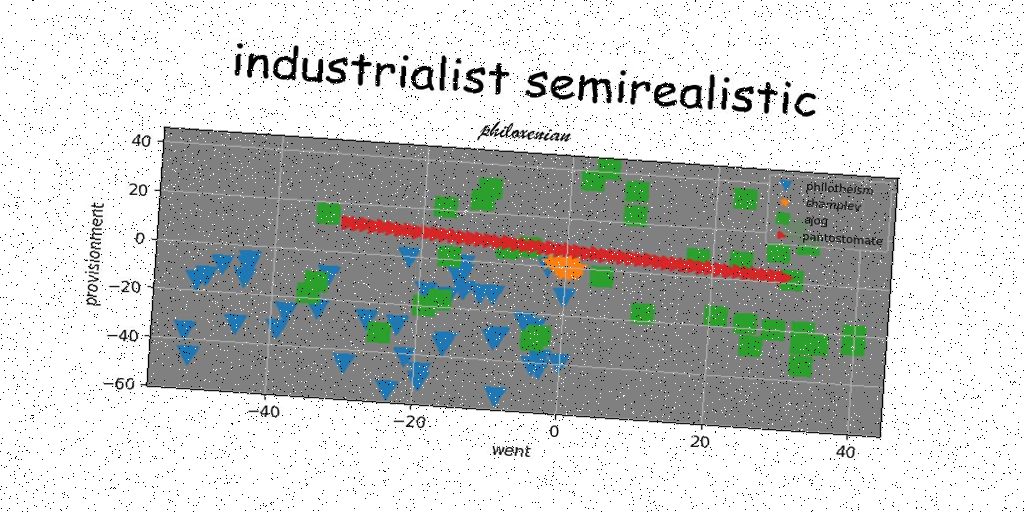 industrialist semirealistic
philoxenian
40
20
0
−20
−40
−60
provisionment
philotheism
champlev
ajog
pantostomate
−40
−20
0
20
40
went